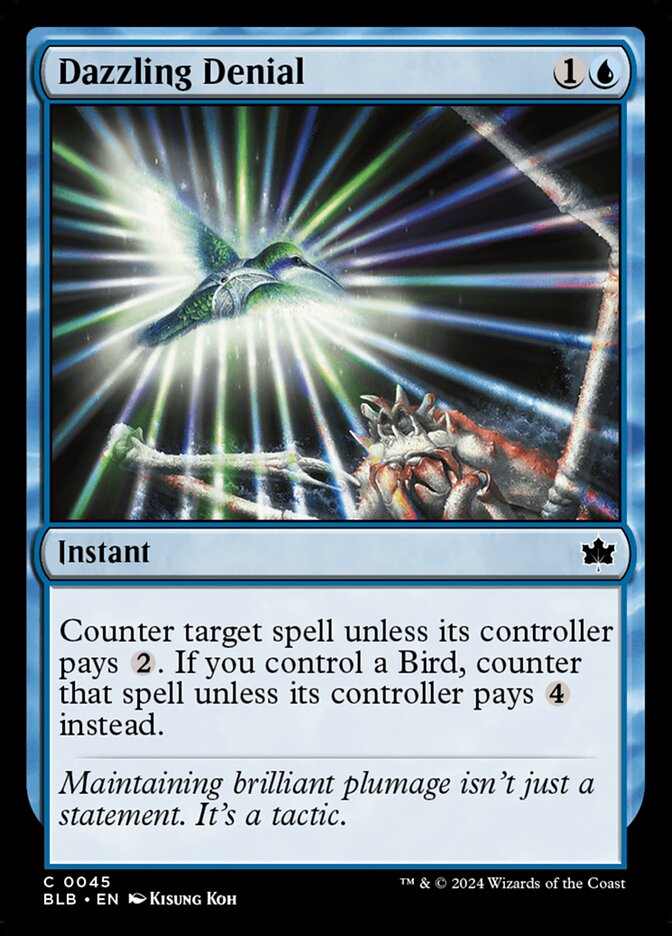 Dazzling Denial 1
Instant
Counter target spell unless its controller
pays 2. If you control a Bird, counter
that spell unless its controller pays 4
instead.
Maintaining brilliant plumage isn't just a
statement. It's a tactic.
C 0045 ™ & © 2024 Wizards of the Coast
BLB • EN Kisung Koh